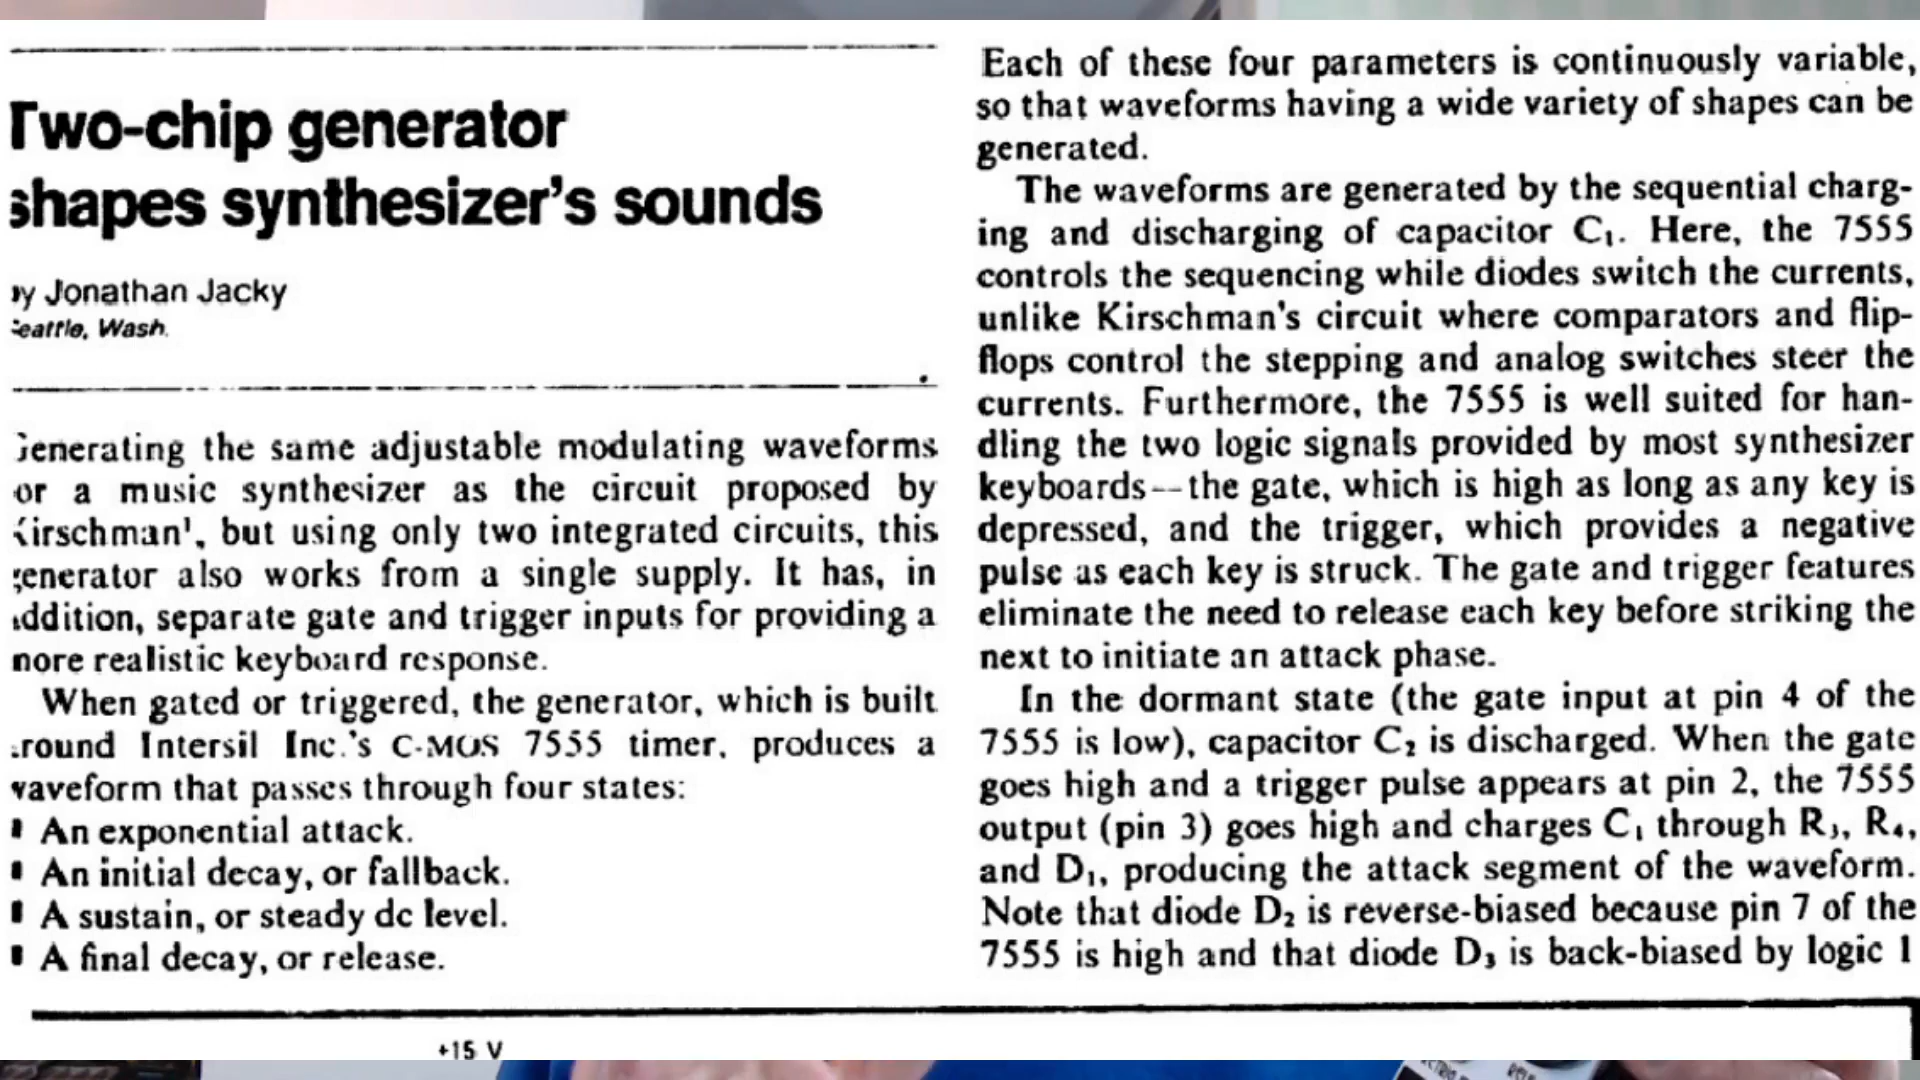 Two-chip generator
shapes synthesizer's sounds
by Jonathan Jacky
Seattle, Wash.
Generating the same adjustable modulating waveforms
for a music synthesizer as the circuit proposed by
Kirschman¹, but using only two integrated circuits, this
generator also works from a single supply. It has, in
addition, separate gate and trigger inputs for providing a
more realistic keyboard response.
When gated or triggered, the generator, which is built
around Intersil Inc.'s C-MOS 7555 timer, produces a
waveform that passes through four states:
▮ An exponential attack.
▮ An initial decay, or fallback.
▮ A sustain, or steady dc level.
▮ A final decay, or release.
Each of these four parameters is continuously variable,
so that waveforms having a wide variety of shapes can be
generated.
The waveforms are generated by the sequential charg-
ing and discharging of capacitor C₁. Here, the 7555
controls the sequencing while diodes switch the currents,
unlike Kirschman's circuit where comparators and flip-
flops control the stepping and analog switches steer the
currents. Furthermore, the 7555 is well suited for han-
dling the two logic signals provided by most synthesizer
keyboards--the gate, which is high as long as any key is
depressed, and the trigger, which provides a negative
pulse as each key is struck. The gate and trigger features
eliminate the need to release each key before striking the
next to initiate an attack phase.
In the dormant state (the gate input at pin 4 of the
7555 is low), capacitor C₂ is discharged. When the gate
goes high and a trigger pulse appears at pin 2, the 7555
output (pin 3) goes high and charges C₁ through R₃, R₄,
and D₁, producing the attack segment of the waveform.
Note that diode D₂ is reverse-biased because pin 7 of the
7555 is high and that diode D₃ is back-biased by logic 1
+15 V